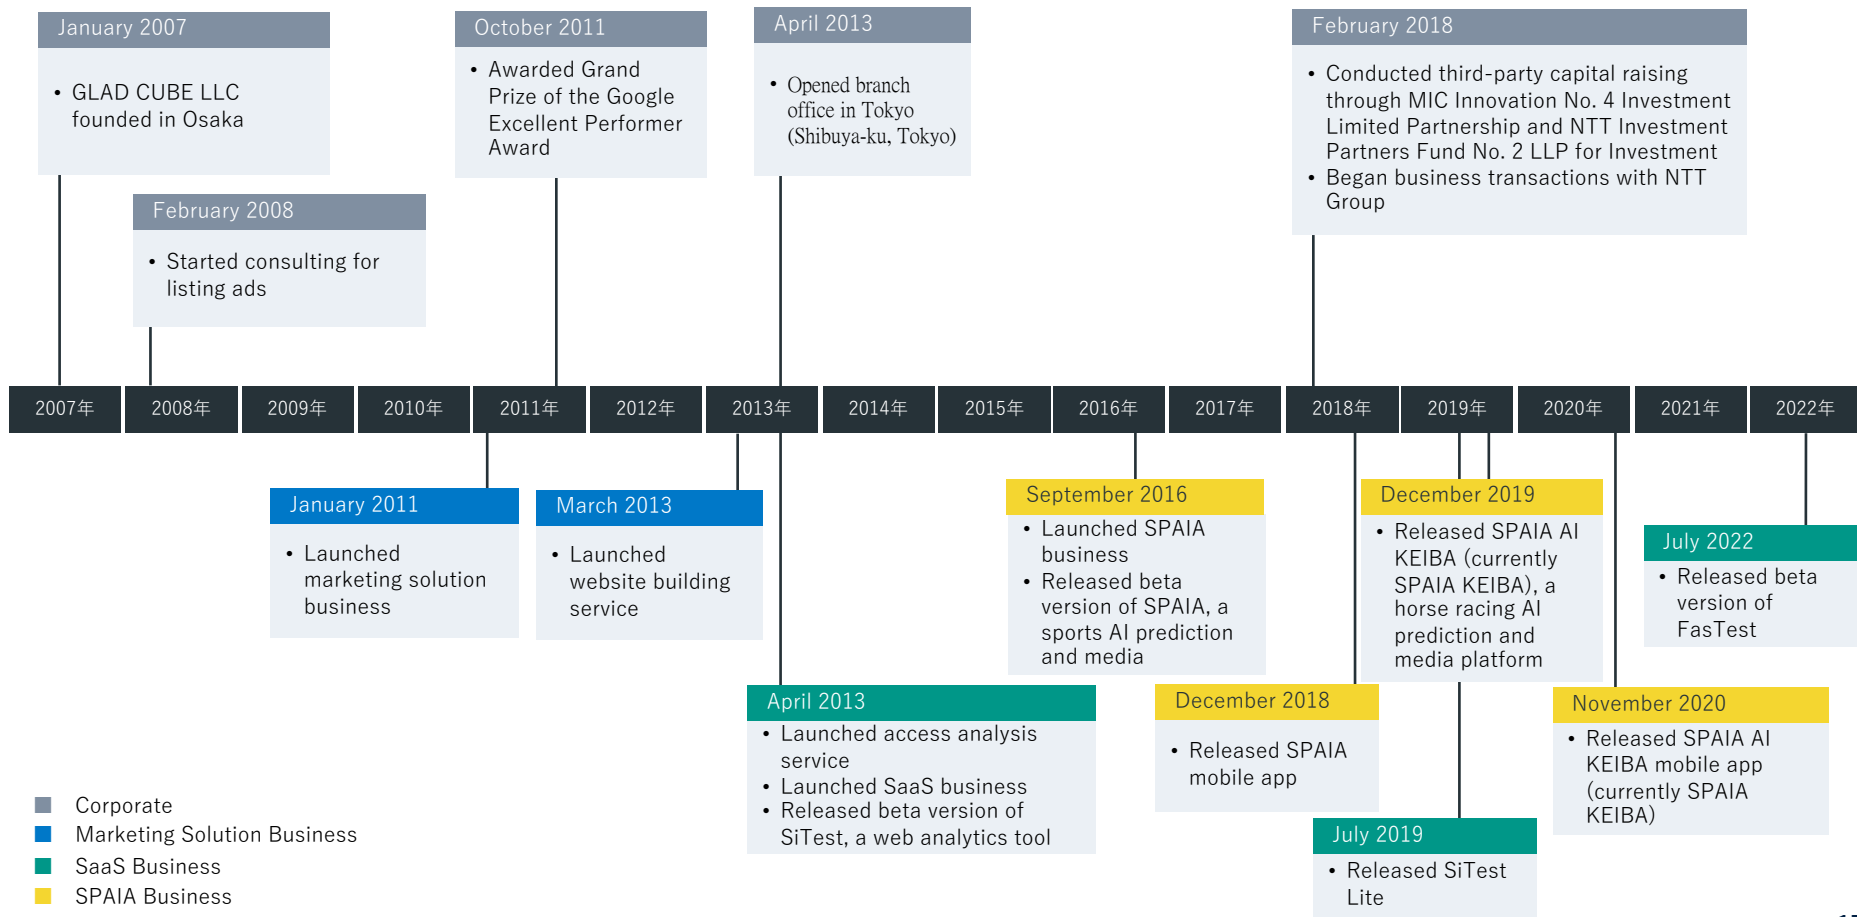 January 2007
• GLAD CUBE LLC
founded in Osaka
February 2008
• Started consulting for
listing ads
October 2011
• Awarded Grand
Prize of the Google
Excellent Performer
Award
April 2013
• Opened branch
office in Tokyo
(Shibuya-ku, Tokyo)
February 2018
• Conducted third-party capital raising
through MIC Innovation No. 4 Investment
Limited Partnership and NTT Investment
Partners Fund No. 2 LLP for Investment
• Began business transactions with NTT
Group
2007年 2008年 2009年 2010年 2011年 2012年 2013年 2014年 2015年 2016年 2017年 2018年 2019年 2020年 2021年 2022年
January 2011
• Launched
marketing solution
business
March 2013
• Launched
website building
service
April 2013
• Launched access analysis
service
• Launched SaaS business
• Released beta version of
SiTest, a web analytics tool
September 2016
• Launched SPAIA
business
• Released beta
version of SPAIA, a
sports AI prediction
and media
December 2018
• Released SPAIA
mobile app
December 2019
• Released SPAIA AI
KEIBA (currently
SPAIA KEIBA), a
horse racing AI
prediction and
media platform
July 2019
• Released SiTest
Lite
November 2020
• Released SPAIA AI
KEIBA mobile app
(currently SPAIA
KEIBA)
July 2022
• Released beta
version of
FasTest
Corporate
Marketing Solution Business
SaaS Business
SPAIA Business